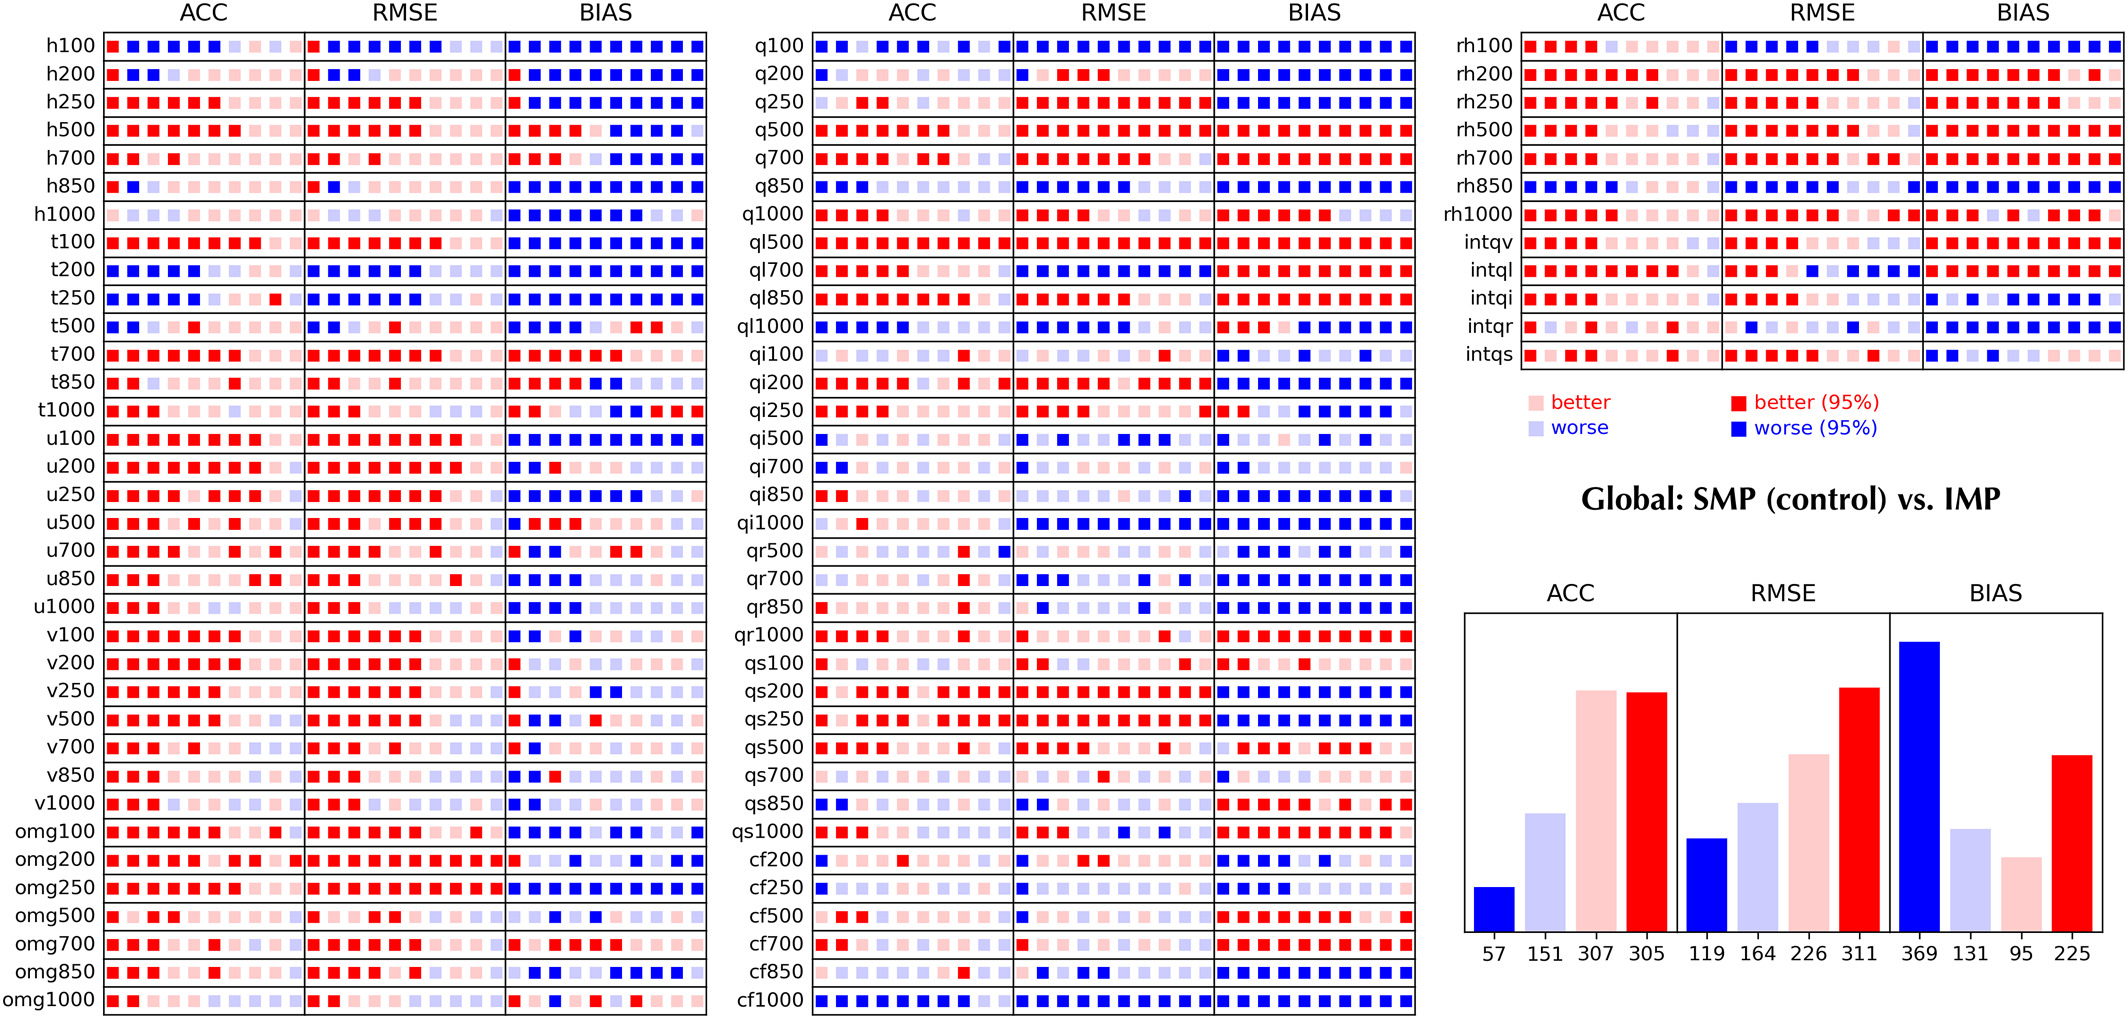 ACC RMSE BIAS
h100
h200
h250
h500
h700
h850
h1000
t100
t200
t250
t500
t700
t850
t1000
u100
u200
u250
u500
u700
u850
u1000
v100
v200
v250
v500
v700
v850
v1000
omg100
omg200
omg250
omg500
omg700
omg850
omg1000
ACC RMSE BIAS
q100
q200
q250
q500
q700
q850
q1000
ql500
ql700
ql850
ql1000
qi100
qi200
qi250
qi500
qi700
qi850
qi1000
qr500
qr700
qr850
qr1000
qs100
qs200
qs250
qs500
qs700
qs850
qs1000
cf200
cf250
cf500
cf700
cf850
cf1000
ACC RMSE BIAS
rh100
rh200
rh250
rh500
rh700
rh850
rh1000
intqv
intql
intqi
intqr
intqs
better better (95%)
worse worse (95%)
Global: SMP (control) vs. IMP
ACC RMSE BIAS
57 151 307 305 119 164 226 311 369 131 95 225